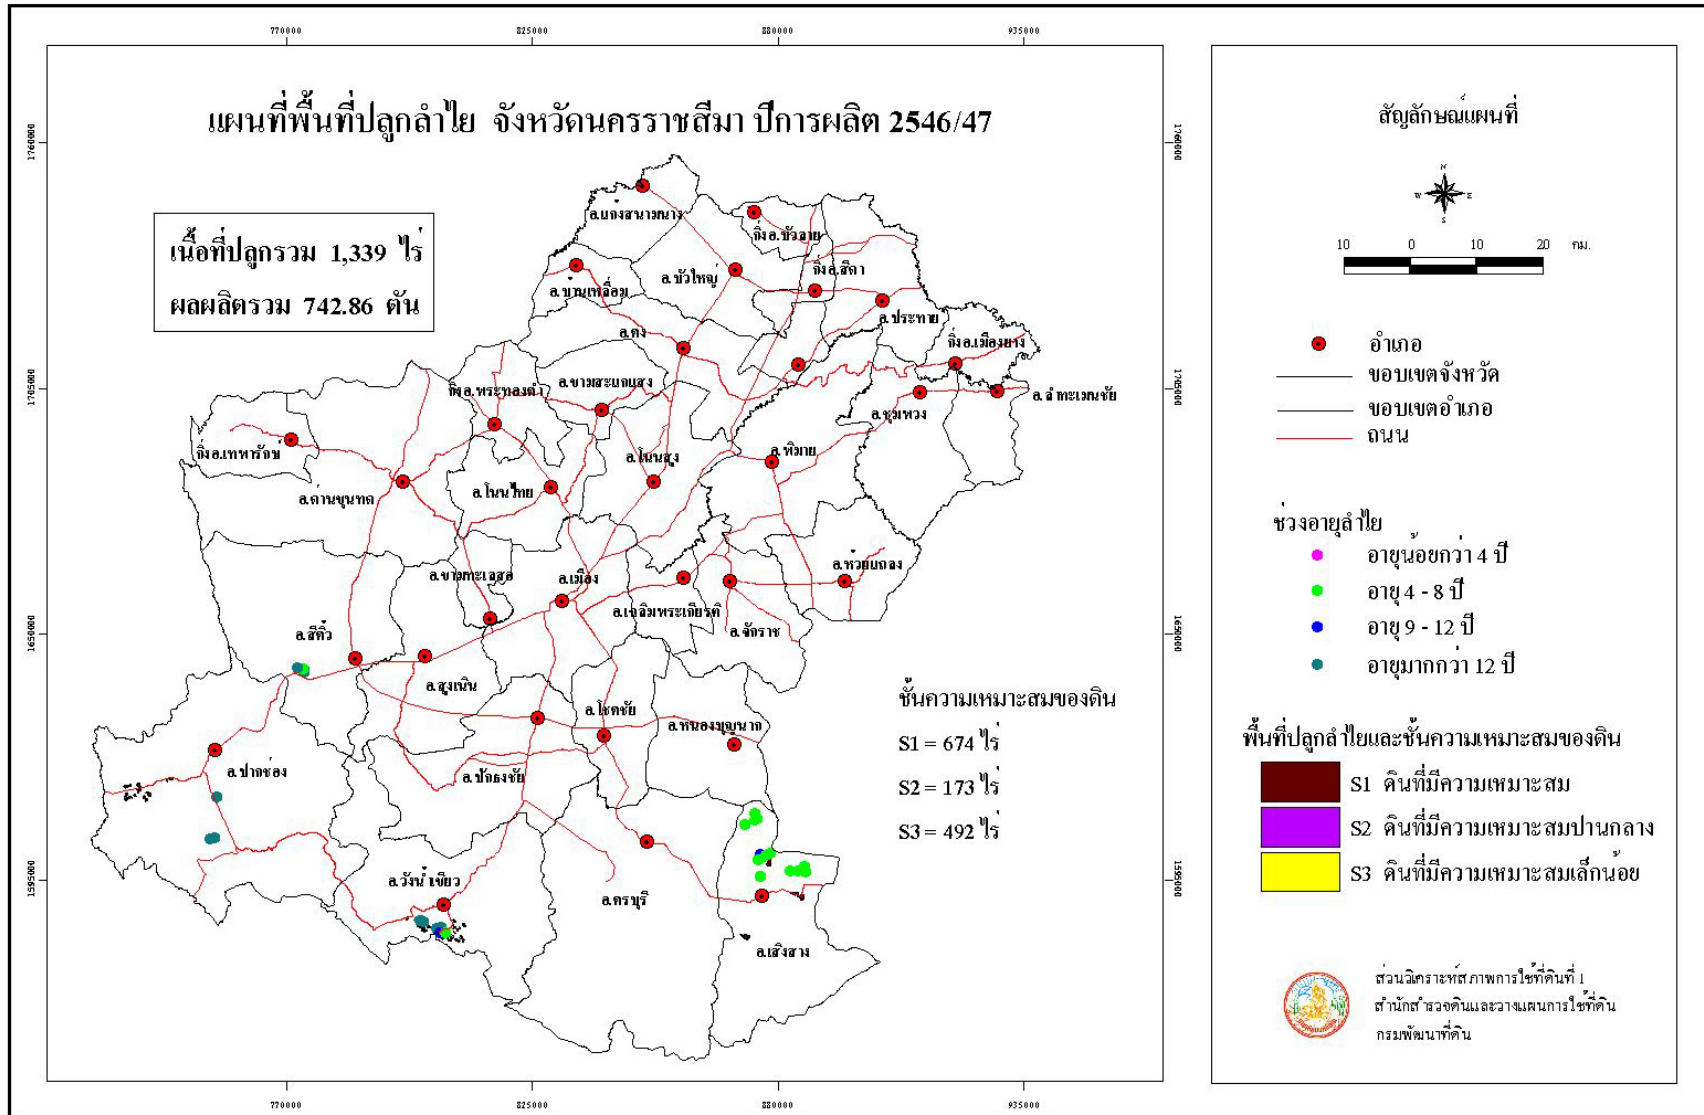 770000 825000 880000 935000
แผนที่พื้นที่ปลูกลำไย จังหวัดนครราชสีมา ปีการผลิต 2546/47
1760000 1760000
เนื้อที่ปลูกรวม 1,339 ไร่
ผลผลิตรวม 742.86 ตัน
อ.แก้งสนามนาง
กิ่งอ.บัวลาย
กิ่งอ.สีดา
อ.บัวใหญ่
อ.บ้านเหลื่อม
อ.ประทาย
อ.คง
กิ่งอ.เมืองยาง
1705000 1705000
อ.ขามสะแกแสง
กิ่งอ.พระทองคำ
อ.ลำทะเมนชัย
อ.ชุมพวง
กิ่งอ.เทพารักษ์
อ.โนนสูง
อ.พิมาย
อ.ด่านขุนทด
อ.โนนไทย
อ.ขามทะเลสอ
อ.เมือง
อ.ห้วยแถลง
อ.เฉลิมพระเกียรติ
อ.จักราช
1650000 1650000
อ.สีคิ้ว
อ.สูงเนิน
อ.โชคชัย
อ.หนองบุญนาก
อ.ปากช่อง
อ.ปักธงชัย
ชั้นความเหมาะสมของดิน
S1 = 674 ไร่
S2 = 173 ไร่
S3 = 492 ไร่
1595000 1595000
อ.วังน้ำเขียว
อ.ครบุรี
อ.เสิงสาง
770000 825000 880000 935000
สัญลักษณ์แผนที่
N
W E
S
10 0 10 20 กม.
อำเภอ
ขอบเขตจังหวัด
ขอบเขตอำเภอ
ถนน
ช่วงอายุลำไย
อายุน้อยกว่า 4 ปี
อายุ 4 - 8 ปี
อายุ 9 - 12 ปี
อายุมากกว่า 12 ปี
พื้นที่ปลูกลำไยและชั้นความเหมาะสมของดิน
S1 ดินที่มีความเหมาะสม
S2 ดินที่มีความเหมาะสมปานกลาง
S3 ดินที่มีความเหมาะสมเล็กน้อย
ส่วนวิเคราะห์สภาพการใช้ที่ดินที่ 1
สำนักสำรวจดินและวางแผนการใช้ที่ดิน
กรมพัฒนาที่ดิน